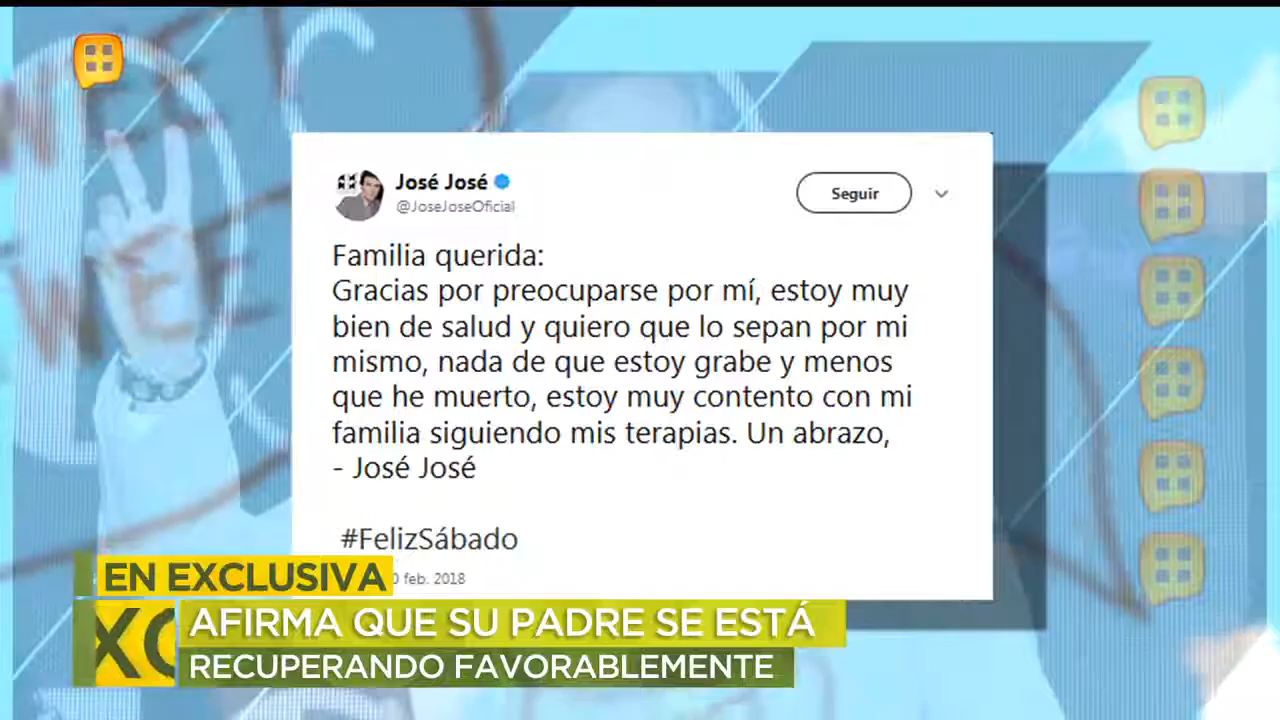 José José
@JoseJoseOficial
Seguir
Familia querida:
Gracias por preocuparse por mí, estoy muy
bien de salud y quiero que lo sepan por mi
mismo, nada de que estoy grabe y menos
que he muerto, estoy muy contento con mi
familia siguiendo mis terapias. Un abrazo,
- José José
#FelizSábado
feb. 2018
EN EXCLUSIVA
AFIRMA QUE SU PADRE SE ESTÁ
RECUPERANDO FAVORABLEMENTE